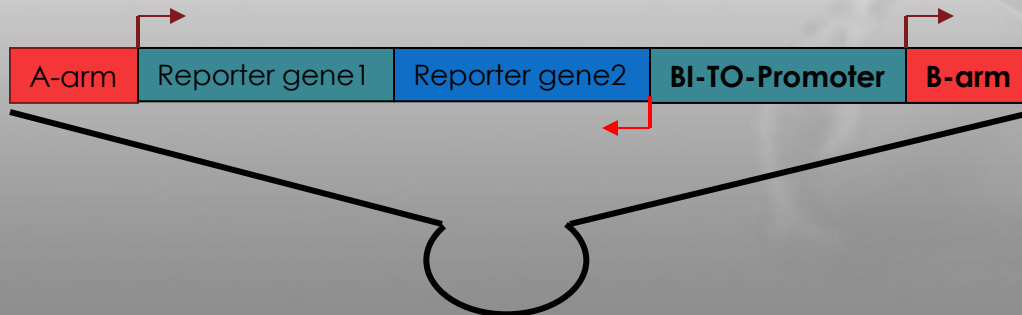 A-arm
Reporter gene1
Reporter gene2
BI-TO-Promoter
B-arm